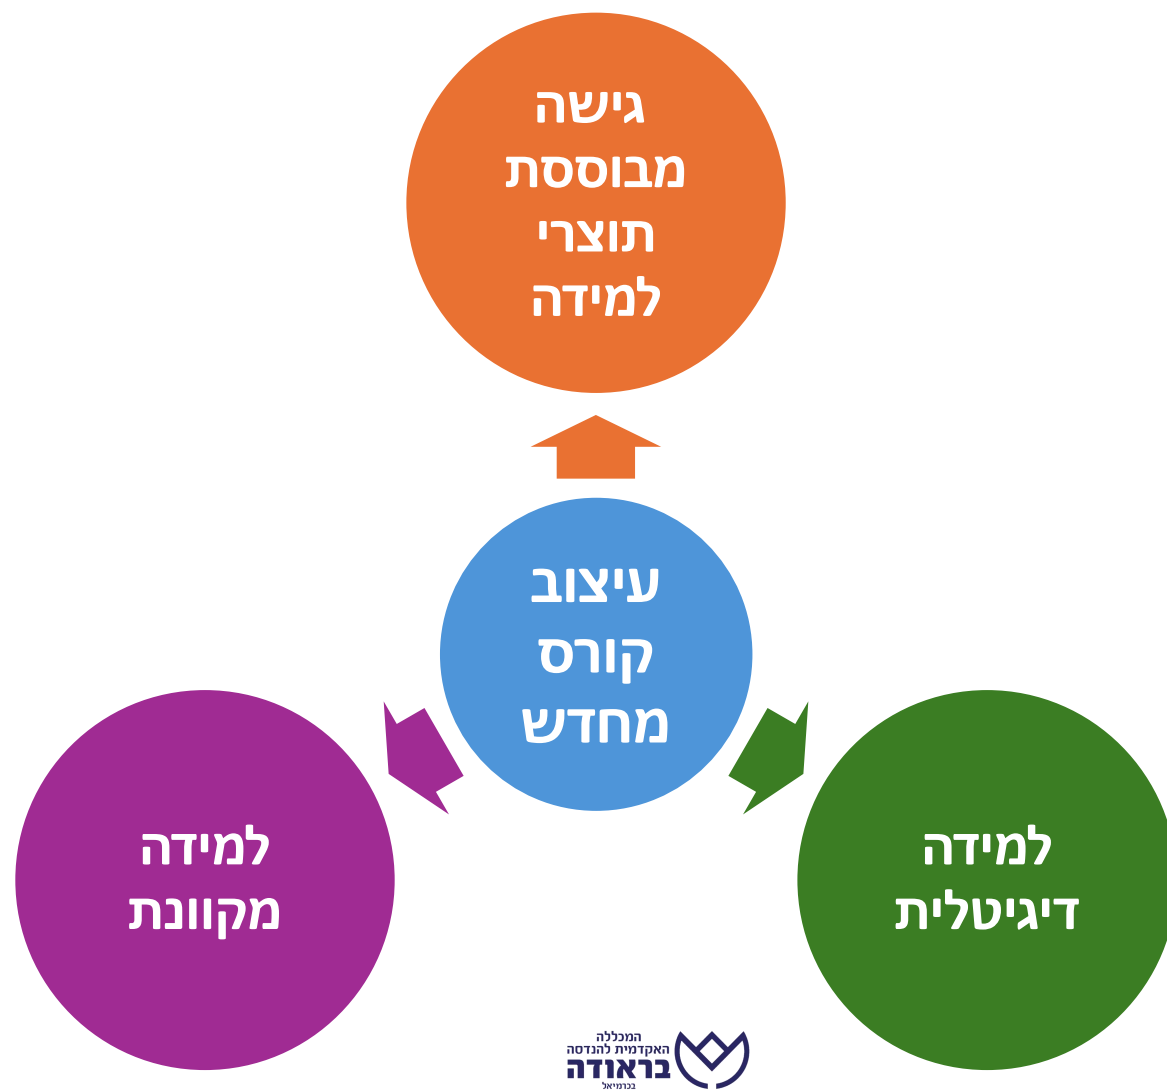 גישה
מבוססת
תוצרי
למידה
עיצוב
קורס
מחדש
למידה
דיגיטלית
למידה
מקוונת
המכללה
האקדמית להנדסה
בראודה
בכרמיאל